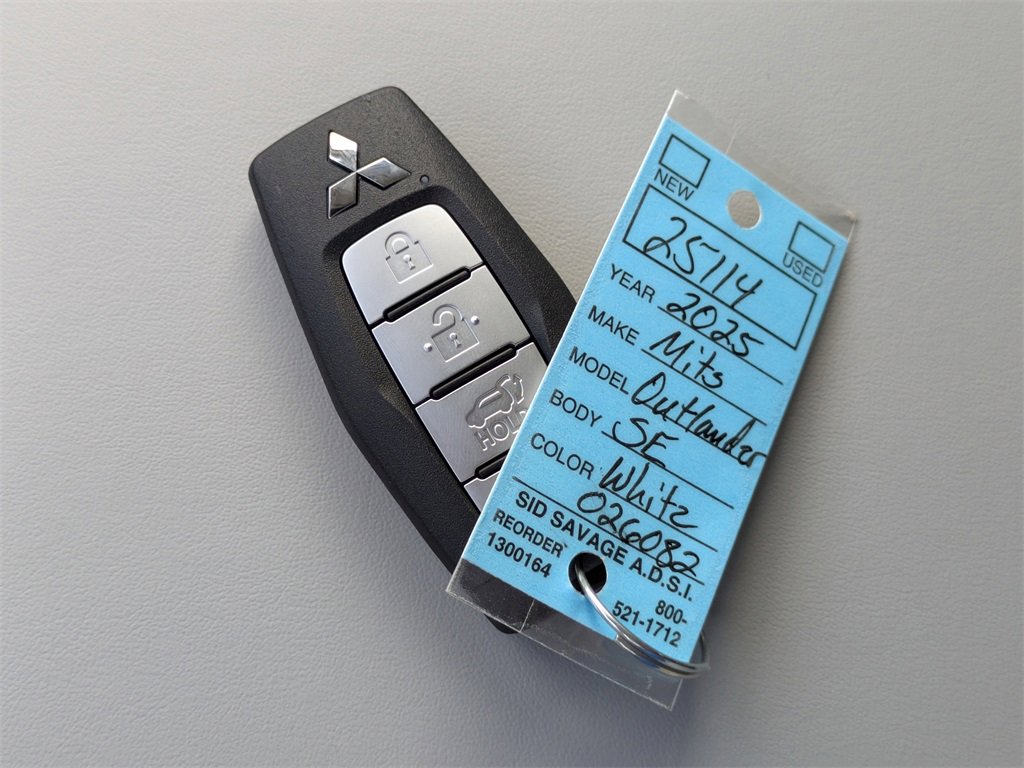 HOLD
NEW
USED
25114
YEAR 2025
MAKE Mits
MODEL Outlander
BODY SE
COLOR White
026082
SID SAVAGE A.D.S.I.
REORDER 800-
1300164 521-1712